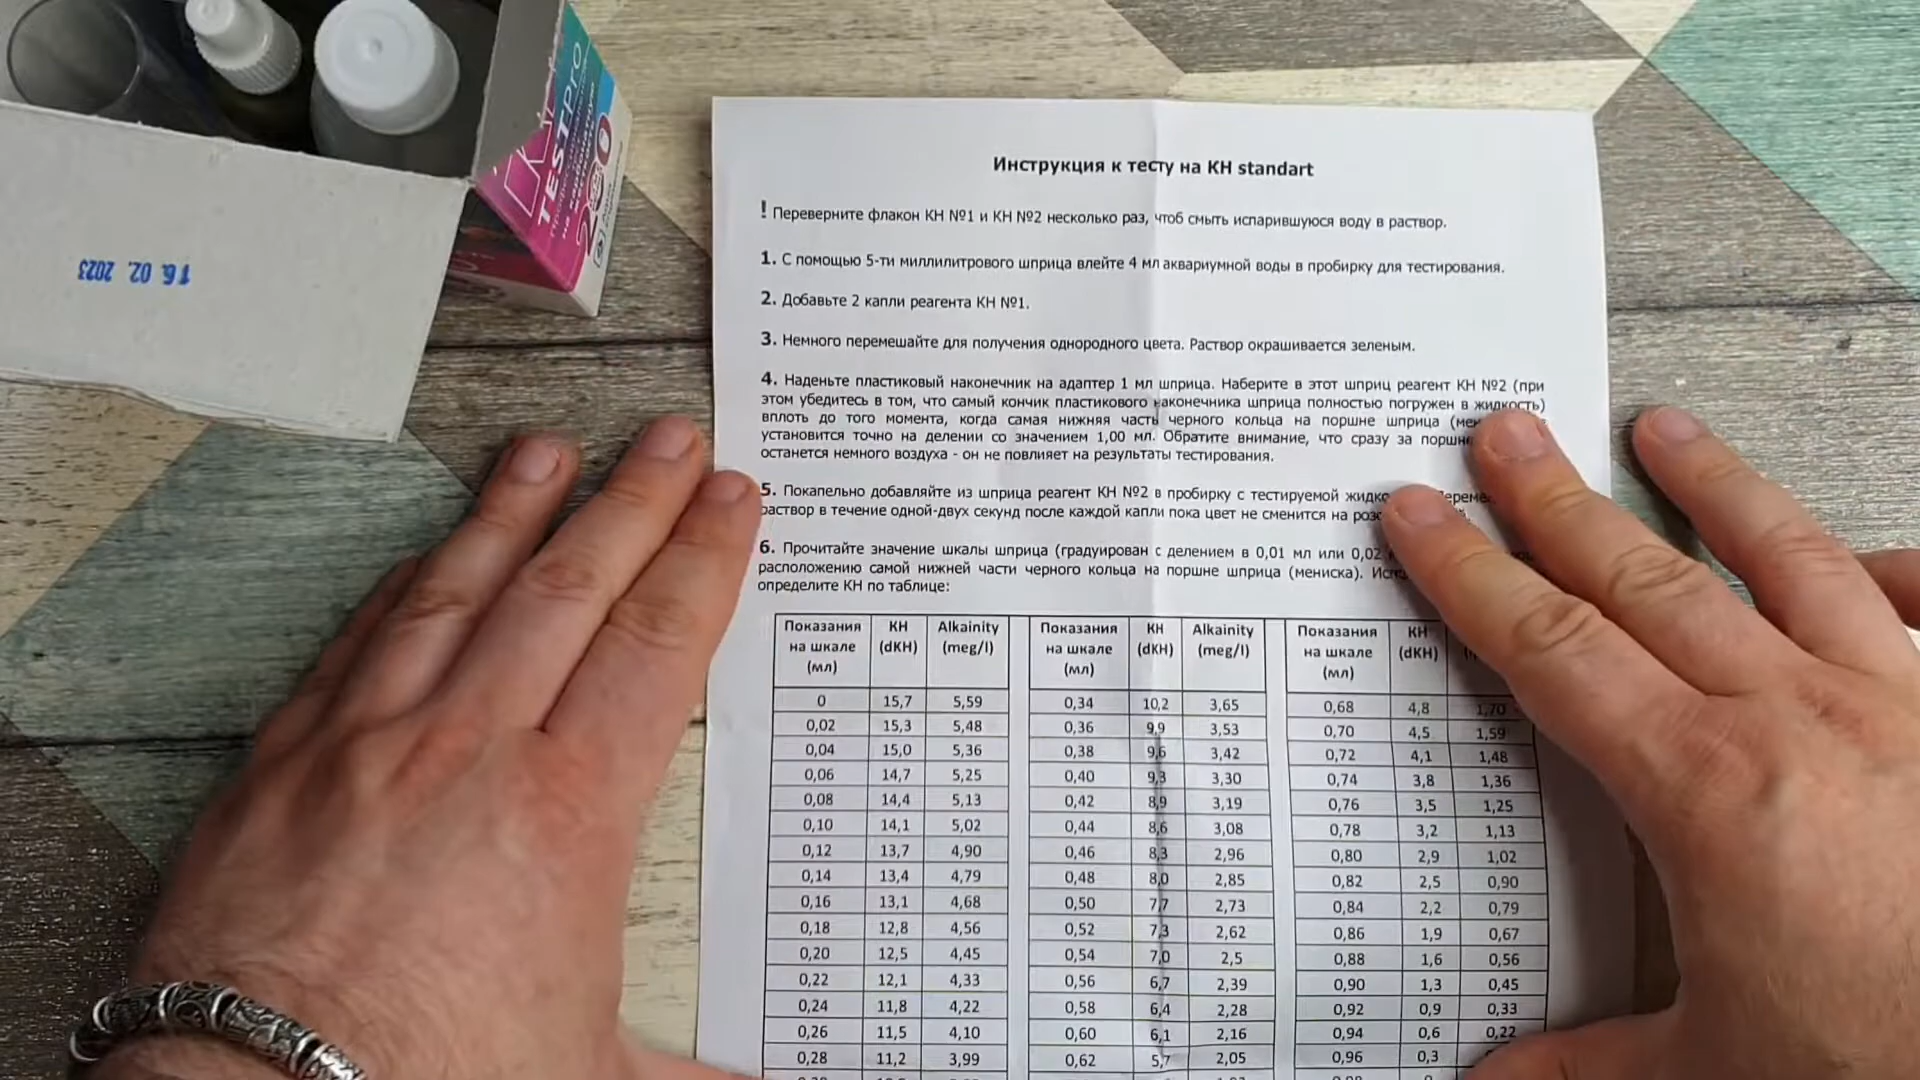 TESTPRO
16. 02. 2023
Инструкция к тесту на КН standart
! Переверните флакон КН №1 и КН №2 несколько раз, чтоб смыть испарившуюся воду в раствор.
1. С помощью 5-ти миллилитрового шприца влейте 4 мл аквариумной воды в пробирку для тестирования.
2. Добавьте 2 капли реагента КН №1.
3. Немного перемешайте для получения однородного цвета. Раствор окрашивается зеленым.
4. Наденьте пластиковый наконечник на адаптер 1 мл шприца. Наберите в этот шприц реагент КН №2 (при
этом убедитесь в том, что самый кончик пластикового наконечника шприца полностью погружен в жидкость)
вплоть до того момента, когда самая нижняя часть черного кольца на поршне шприца
установится точно на делении со значением 1,00 мл. Обратите внимание, что сразу за
останется немного воздуха - он не повлияет на результаты тестирования.
5. Покапельно добавляйте из шприца реагент КН №2 в пробирку с тестируемой
раствор в течение одной-двух секунд после каждой капли пока цвет не сменится на
6. Прочитайте значение шкалы шприца (градуирован с делением в 0,01 мл или 0,02
расположению самой нижней части черного кольца на поршне шприца (мениска).
определите КН по таблице:
Показания на шкале (мл) КН (dKH) Alkainity (meg/l) Показания на шкале (мл) КН (dKH) Alkainity (meg/l) Показания на шкале (мл) КН (dKH)
0 15,7 5,59 0,34 10,2 3,65 0,68 4,8 1,70
0,02 15,3 5,48 0,36 9,9 3,53 0,70 4,5 1,59
0,04 15,0 5,36 0,38 9,6 3,42 0,72 4,1 1,48
0,06 14,7 5,25 0,40 9,3 3,30 0,74 3,8 1,36
0,08 14,4 5,13 0,42 8,9 3,19 0,76 3,5 1,25
0,10 14,1 5,02 0,44 8,6 3,08 0,78 3,2 1,13
0,12 13,7 4,90 0,46 8,3 2,96 0,80 2,9 1,02
0,14 13,4 4,79 0,48 8,0 2,85 0,82 2,5 0,90
0,16 13,1 4,68 0,50 7,7 2,73 0,84 2,2 0,79
0,18 12,8 4,56 0,52 7,3 2,62 0,86 1,9 0,67
0,20 12,5 4,45 0,54 7,0 2,5 0,88 1,6 0,56
0,22 12,1 4,33 0,56 6,7 2,39 0,90 1,3 0,45
0,24 11,8 4,22 0,58 6,4 2,28 0,92 0,9 0,33
0,26 11,5 4,10 0,60 6,1 2,16 0,94 0,6 0,22
0,28 11,2 3,99 0,62 5,7 2,05 0,96 0,3